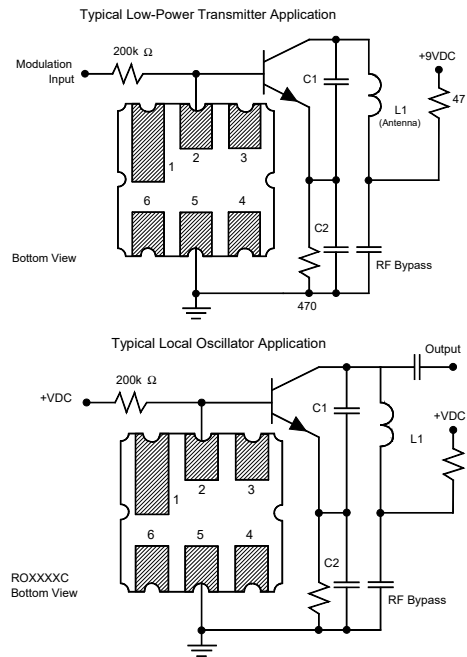 Typical Low-Power Transmitter Application
200k Ω
Modulation
Input
C1
+9VDC
47
L1
(Antenna)
1
2
3
6
5
4
C2
Bottom View
RF Bypass
470
Typical Local Oscillator Application
Output
200k Ω
+VDC
C1
+VDC
L1
1
2
3
6
5
4
C2
ROXXXXC
Bottom View
RF Bypass